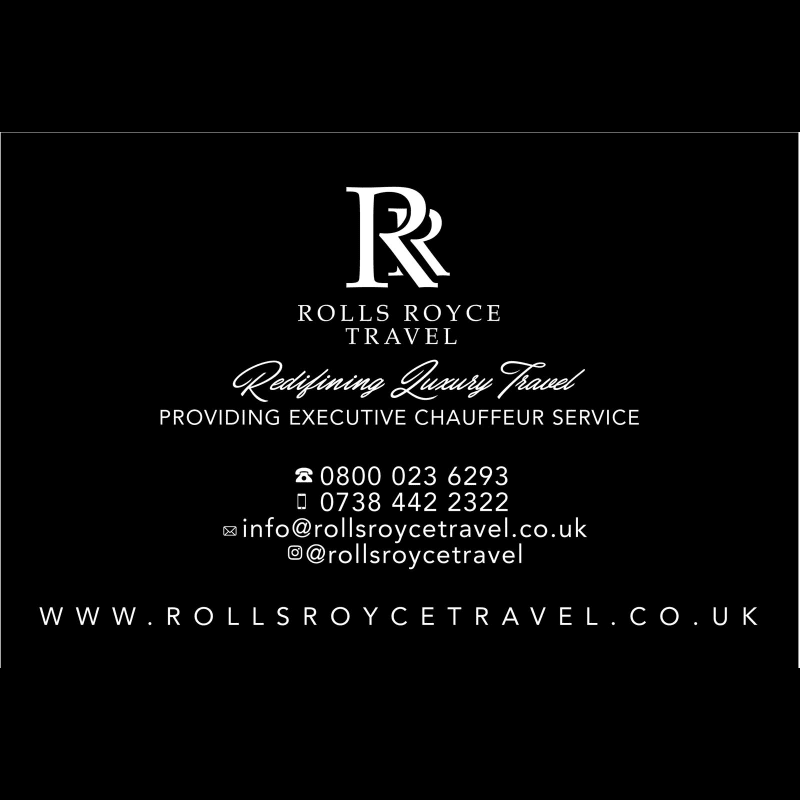 RR
ROLLS ROYCE
TRAVEL
Redifining Luxury Travel
PROVIDING EXECUTIVE CHAUFFEUR SERVICE
0800 023 6293
0738 442 2322
info@rollsroycetravel.co.uk
@rollsroycetravel
WWW.ROLLSROYCETRAVEL.CO.UK